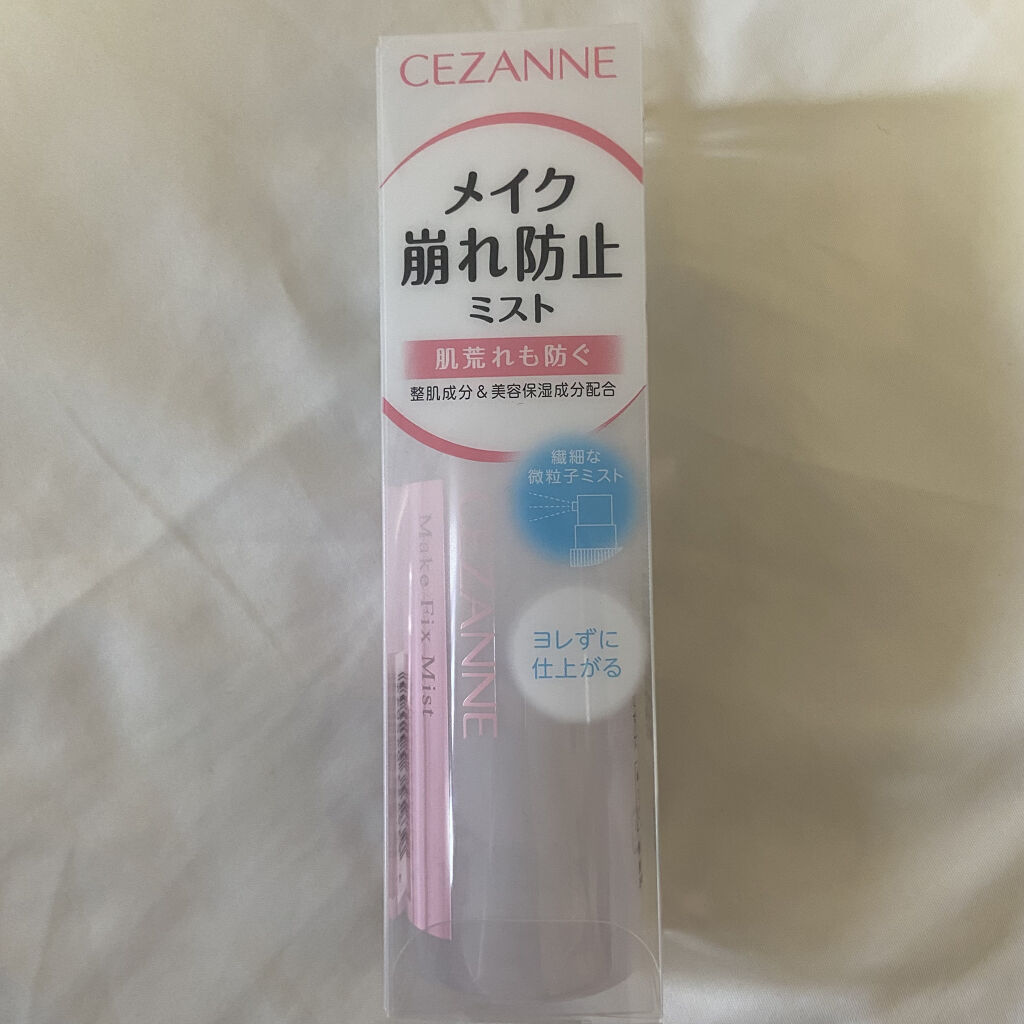 CEZANNE
メイク
崩れ防止
ミスト
肌荒れも防ぐ
整肌成分&美容保湿成分配合
繊細な
微粒子ミスト
ヨレずに
仕上がる
Make Fix Mist
CEZANNE